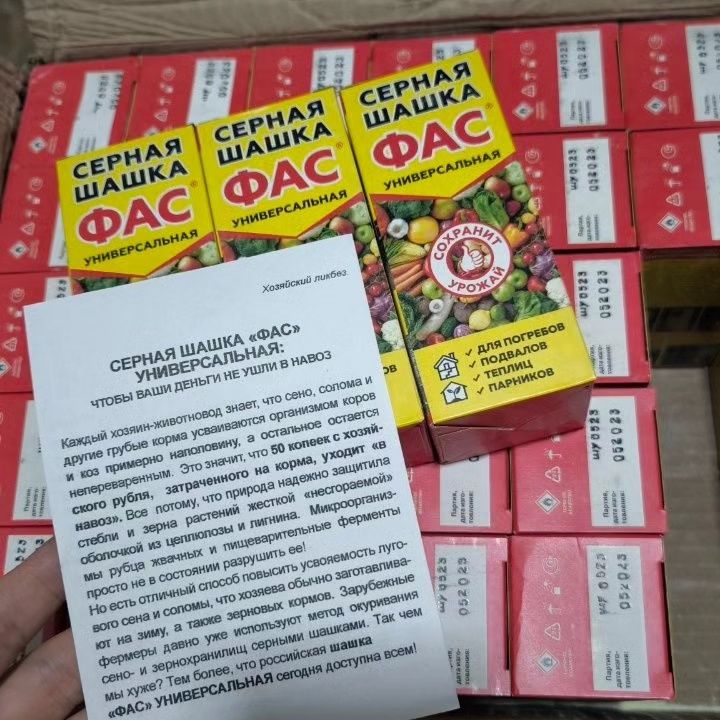 СЕРНАЯ
ШАШКА
ФАС®
УНИВЕРСАЛЬНАЯ
СЕРНАЯ
ШАШКА
ФАС®
УНИВЕРСАЛЬНАЯ
СЕРНАЯ
ШАШКА
ФАС®
УНИВЕРСАЛЬНАЯ
СОХРАНИТ
УРОЖАЙ
✓ ДЛЯ ПОГРЕБОВ
✓ ПОДВАЛОВ
✓ ТЕПЛИЦ
✓ ПАРНИКОВ
Хозяйский ликбез.
СЕРНАЯ ШАШКА «ФАС»
УНИВЕРСАЛЬНАЯ:
ЧТОБЫ ВАШИ ДЕНЬГИ НЕ УШЛИ В НАВОЗ
Каждый хозяин-животновод знает, что сено, солома и
другие грубые корма усваиваются организмом коров
и коз примерно наполовину, а остальное остается
непереваренным. Это значит, что 50 копеек с хозяй-
ского рубля, затраченного на корма, уходит «в
навоз». Все потому, что природа надежно защитила
стебли и зерна растений жесткой «несгораемой»
оболочкой из целлюлозы и лигнина. Микроорганиз-
мы рубца жвачных и пищеварительные ферменты
просто не в состоянии разрушить ее!
Но есть отличный способ повысить усвояемость луго-
вого сена и соломы, что хозяева обычно заготавлива-
ют на зиму, а также зерновых кормов. Зарубежные
фермеры давно уже используют метод окуривания
сено- и зернохранилищ серными шашками. Так чем
мы хуже? Тем более, что российская шашка
«ФАС» УНИВЕРСАЛЬНАЯ сегодня доступна всем!
Партия,
дата изго-
товления:
052023